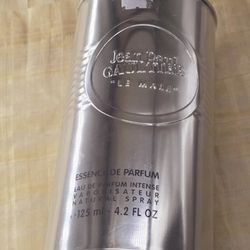 Jean Paul
GAULTIER
"LE MALE"
ESSENCE DE PARFUM
EAU DE PARFUM INTENSE
VAPORISATEUR
NATURAL SPRAY
125 ml - 4.2 FL OZ